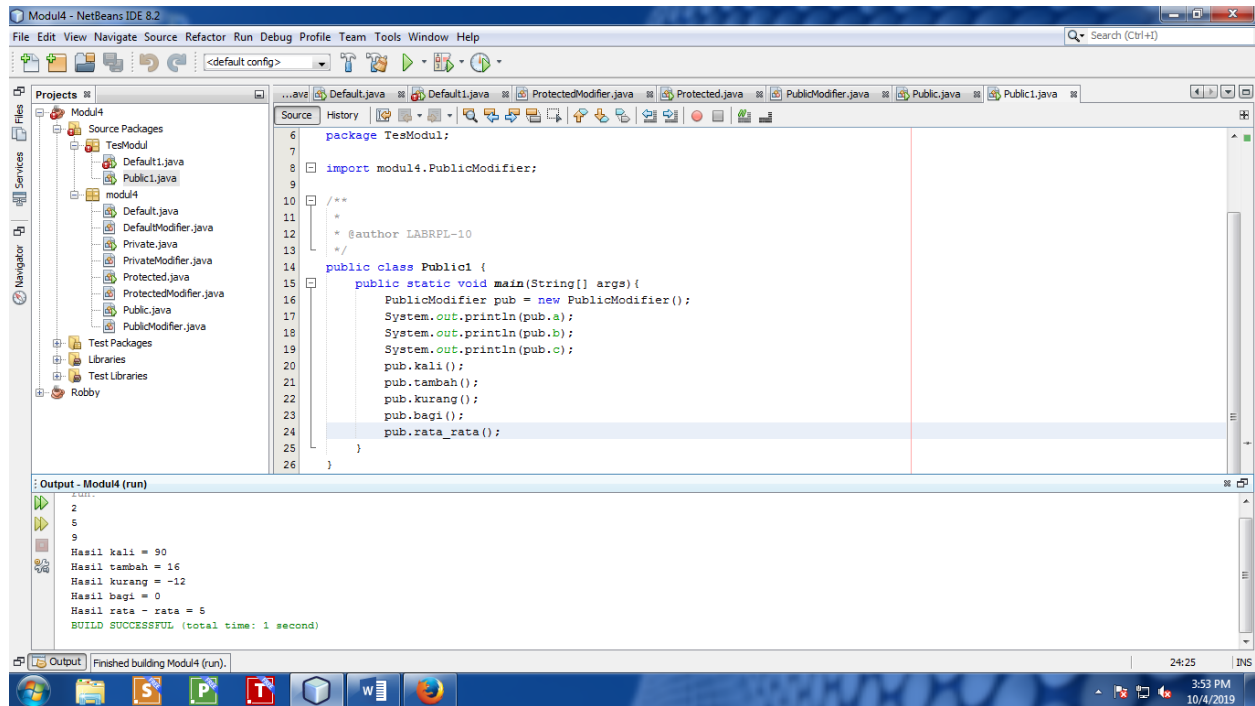 Modul4 - NetBeans IDE 8.2
File Edit View Navigate Source Refactor Run Debug Profile Team Tools Window Help
Search (Ctrl+I)
<default config>
Files
Services
Navigator
Projects
Modul4
Source Packages
TesModul
Default1.java
Public1.java
modul4
Default.java
DefaultModifier.java
Private.java
PrivateModifier.java
Protected.java
ProtectedModifier.java
Public.java
PublicModifier.java
Test Packages
Libraries
Test Libraries
Robby
...ava Default.java Default1.java ProtectedModifier.java Protected.java PublicModifier.java Public.java Public1.java
Source History
6 package TesModul;
7
8 import modul4.PublicModifier;
9
10 /**
11 *
12 * @author LABRPL-10
13 */
14 public class Public1 {
15 public static void main(String[] args){
16 PublicModifier pub = new PublicModifier();
17 System.out.println(pub.a);
18 System.out.println(pub.b);
19 System.out.println(pub.c);
20 pub.kali();
21 pub.tambah();
22 pub.kurang();
23 pub.bagi();
24 pub.rata_rata();
25 }
26 }
Output - Modul4 (run)
run:
2
5
9
Hasil kali = 90
Hasil tambah = 16
Hasil kurang = -12
Hasil bagi = 0
Hasil rata - rata = 5
BUILD SUCCESSFUL (total time: 1 second)
Output Finished building Modul4 (run).
24:25 INS
S P T W
3:53 PM
10/4/2019